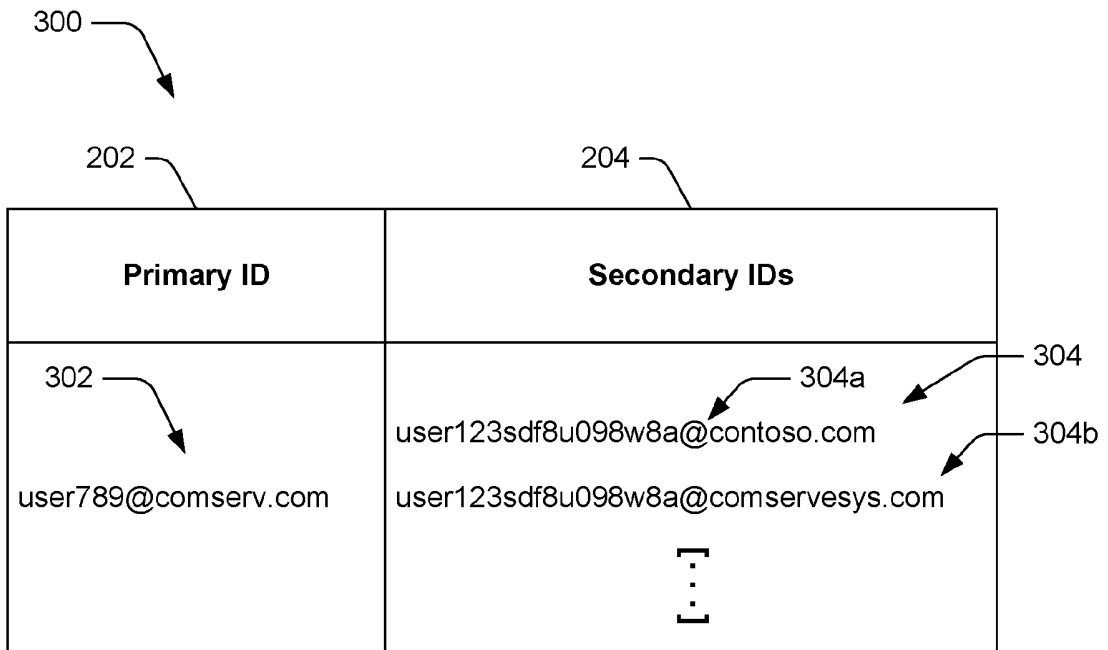 300
202
204
Primary ID
Secondary IDs
302
304a
304
user123sdf8u098w8a@contoso.com
304b
user789@comserv.com
user123sdf8u098w8a@comservesys.com